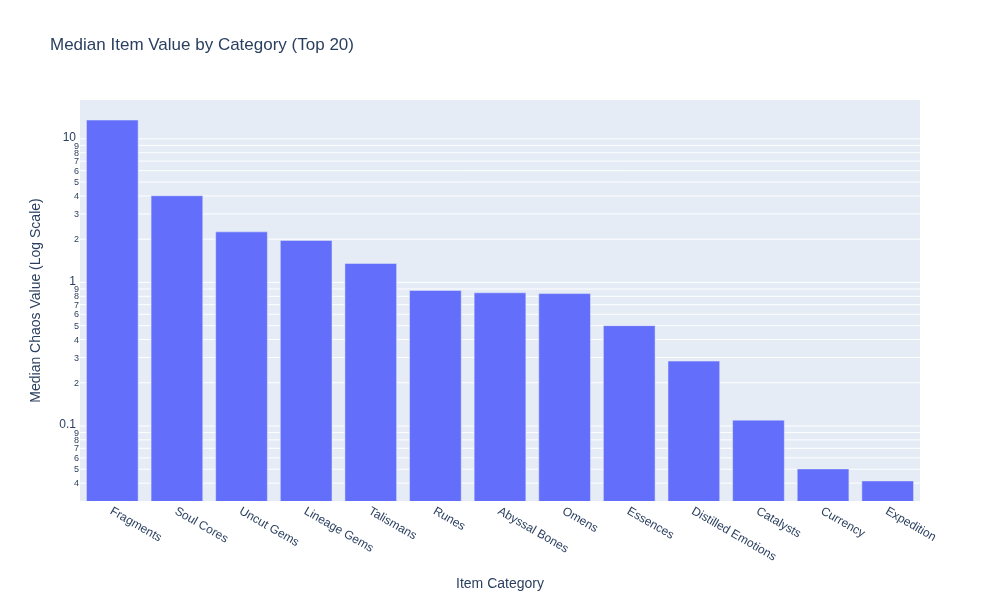 Median Item Value by Category (Top 20)
Median Chaos Value (Log Scale)
10
9
8
7
6
5
4
3
2
1
9
8
7
6
5
4
3
2
0.1
9
8
7
6
5
4
Fragments
Soul Cores
Uncut Gems
Lineage Gems
Talismans
Runes
Abyssal Bones
Omens
Essences
Distilled Emotions
Catalysts
Currency
Expedition
Item Category